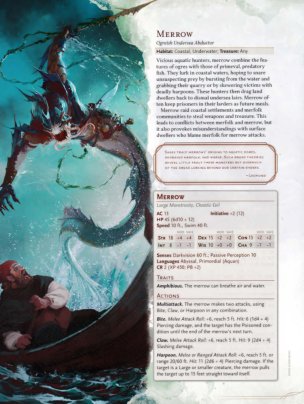 MERROW
Ogreish Undersea Abductor
Habitat: Coastal, Underwater; Treasure: Any
Vicious aquatic hunters, merrow combine the fea-
tures of ogres with those of primeval, predatory
fish. They lurk in coastal waters, hoping to snare
unsuspecting prey by bursting from the water and
grabbing their quarry or by skewering victims with
deadly harpoons. These hunters then drag land
dwellers back to dismal undersea lairs. Merrow of-
ten keep prisoners in their larders as future meals.
Merrow raid coastal settlements and merfolk
communities to steal weapons and treasure. This
leads to conflicts between merfolk and merrow, but
it also provokes misunderstandings with surface
dwellers who blame merfolk for merrow attacks.
MERROW
Large Monstrosity, Chaotic Evil
AC 13 Initiative +2 (12)
HP 45 (6d10 + 12)
Speed 10 ft., Swim 40 ft.
STR 18 +4 +4 DEX 15 +2 +2 CON 15 +2 +2
INT 8 −1 −1 WIS 10 +0 +0 CHA 9 −1 −1
Senses Darkvision 60 ft.; Passive Perception 10
Languages Abyssal, Primordial (Aquan)
CR 2 (XP 450; PB +2)
TRAITS
Amphibious. The merrow can breathe air and water.
ACTIONS
Multiattack. The merrow makes two attacks, using
Bite, Claw, or Harpoon in any combination.
Bite. Melee Attack Roll: +6, reach 5 ft. Hit: 6 (1d4 + 4)
Piercing damage, and the target has the Poisoned con-
dition until the end of the merrow's next turn.
Claw. Melee Attack Roll: +6, reach 5 ft. Hit: 9 (2d4 + 4)
Slashing damage.
Harpoon. Melee or Ranged Attack Roll: +6, reach 5 ft. or
range 20/60 ft. Hit: 11 (2d6 + 4) Piercing damage. If the
target is a Large or smaller creature, the merrow pulls
the target up to 15 feet straight toward itself.